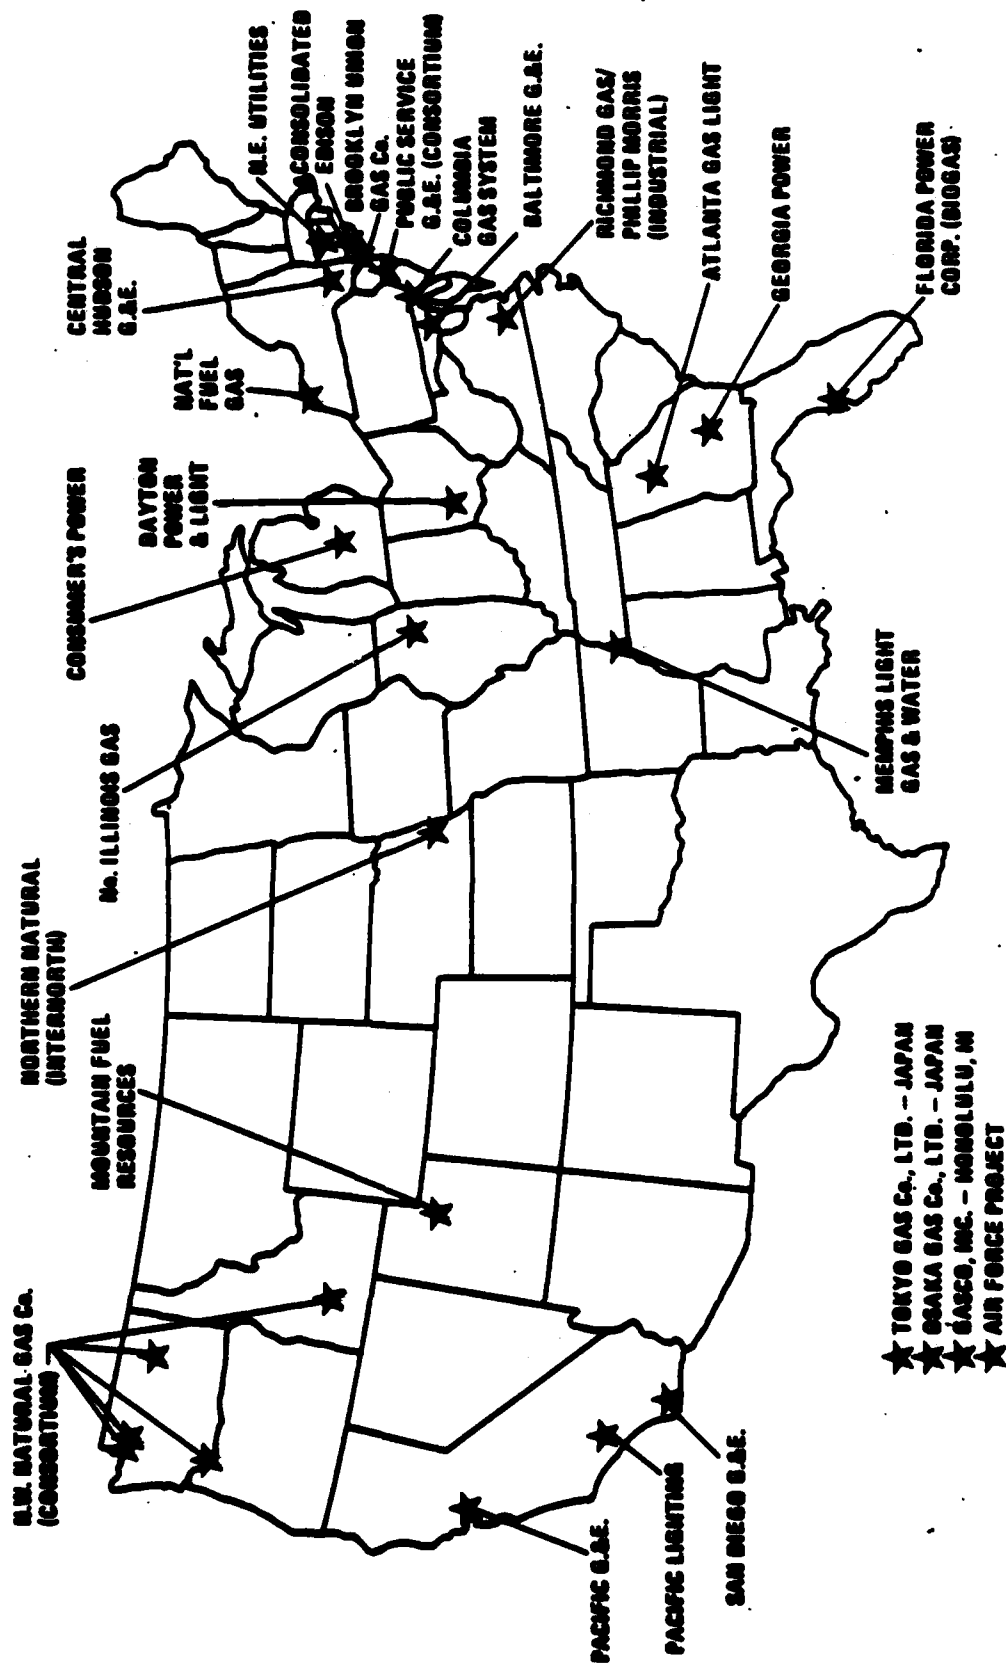 N.W. NATURAL GAS Co.
(CONSORTIUM)
MOUNTAIN FUEL
RESOURCES
NORTHERN NATURAL
(INTERNORTH)
No. ILLINOIS GAS
CONSUMER'S POWER
DAYTON
POWER
& LIGHT
NAT'L
FUEL
GAS
CENTRAL
HUDSON
G.&E.
N.E. UTILITIES
CONSOLIDATED
EDISON
BROOKLYN UNION
GAS Co.
PUBLIC SERVICE
G.&E. (CONSORTIUM)
COLUMBIA
GAS SYSTEM
BALTIMORE G.&E.
RICHMOND GAS/
PHILLIP MORRIS
(INDUSTRIAL)
ATLANTA GAS LIGHT
GEORGIA POWER
FLORIDA POWER
CORP. (BIOGAS)
MEMPHIS LIGHT
GAS & WATER
PACIFIC G.&E.
PACIFIC LIGHTING
SAN DIEGO G.&E.
TOKYO GAS Co., LTD. – JAPAN
OSAKA GAS Co., LTD. – JAPAN
GASCO, INC. – HONOLULU, HI
AIR FORCE PROJECT